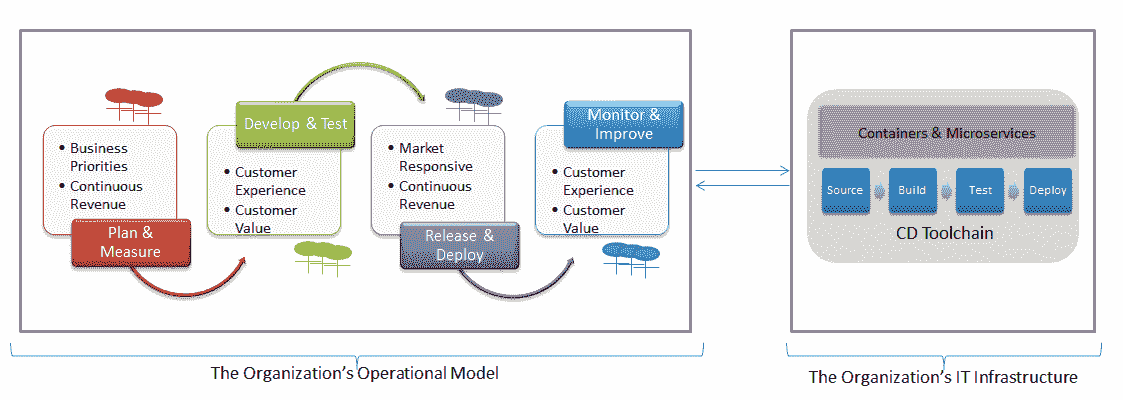 • Business
Priorities
• Continuous
Revenue
Plan &
Measure
Develop & Test
• Customer
Experience
• Customer
Value
• Market
Responsive
• Continuous
Revenue
Release &
Deploy
Monitor &
Improve
• Customer
Experience
• Customer
Value
The Organization's Operational Model
Containers & Microservices
Source
Build
Test
Deploy
CD Toolchain
The Organization's IT Infrastructure